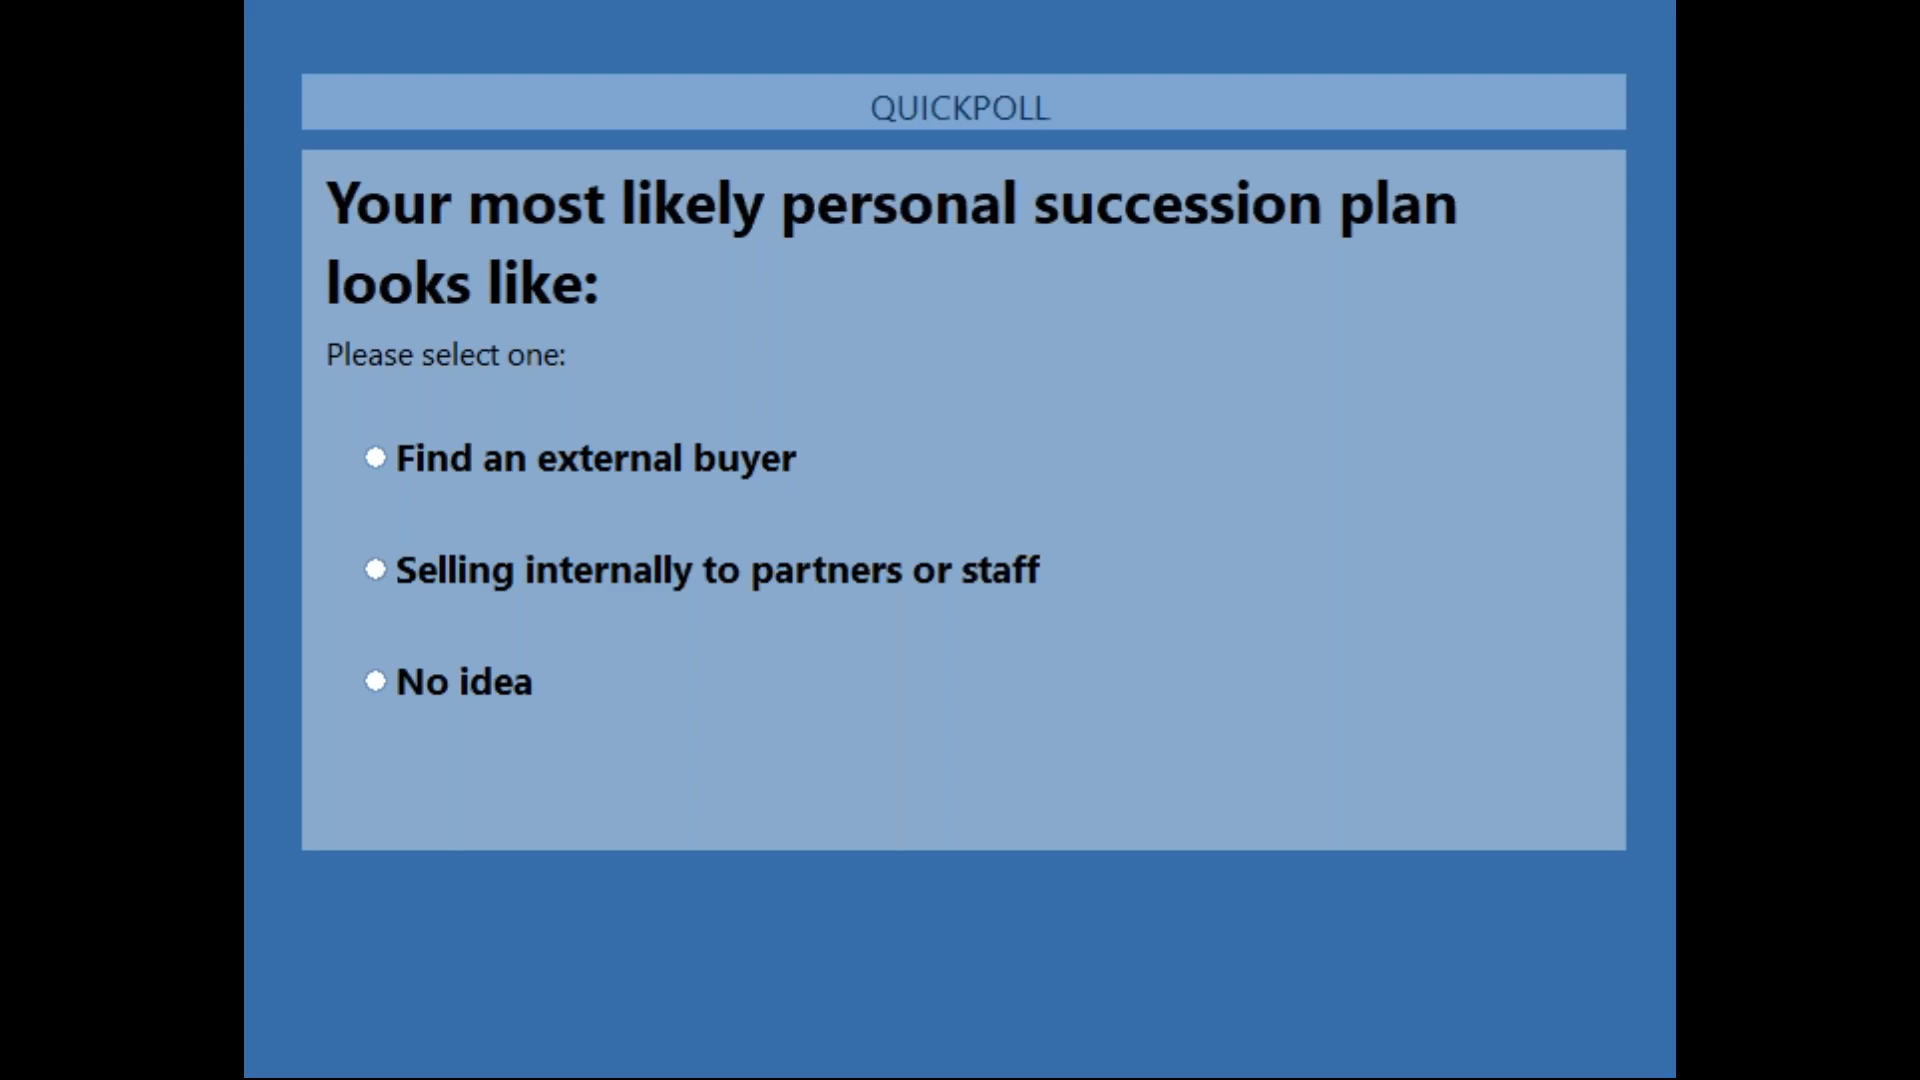 QUICKPOLL
Your most likely personal succession plan
looks like:
Please select one:
Find an external buyer
Selling internally to partners or staff
No idea